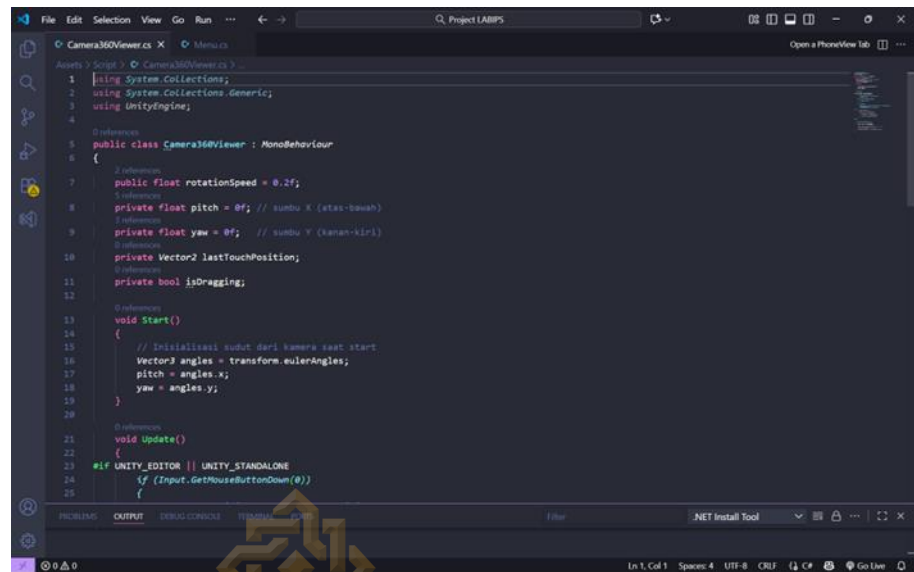 File Edit Selection View Go Run ··· Project LABIPS
Camera360Viewer.cs × Menu.cs Open a PhoneView Tab
Assets > Script > Camera360Viewer.cs > ...
1 using System.Collections;
2 using System.Collections.Generic;
3 using UnityEngine;
4
0 references
5 public class Camera360Viewer : MonoBehaviour
6 {
2 references
7 public float rotationSpeed = 0.2f;
5 references
8 private float pitch = 0f; // sumbu X (atas-bawah)
3 references
9 private float yaw = 0f; // sumbu Y (kanan-kiri)
0 references
10 private Vector2 lastTouchPosition;
0 references
11 private bool isDragging;
12
0 references
13 void Start()
14 {
15 // Inisialisasi sudut dari kamera saat start
16 Vector3 angles = transform.eulerAngles;
17 pitch = angles.x;
18 yaw = angles.y;
19 }
20
0 references
21 void Update()
22 {
23 #if UNITY_EDITOR || UNITY_STANDALONE
24 if (Input.GetMouseButtonDown(0))
25 {
PROBLEMS OUTPUT DEBUG CONSOLE TERMINAL PORTS Filter .NET Install Tool
0 0 Ln 1, Col 1 Spaces: 4 UTF-8 CRLF C# Go Live